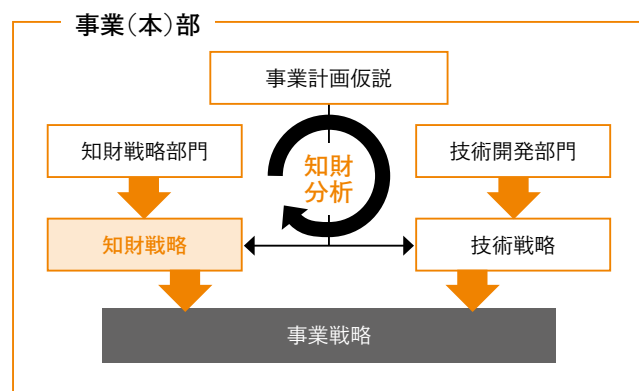 事業（本）部
事業計画仮説
知財戦略部門
技術開発部門
知財
分析
知財戦略
技術戦略
事業戦略